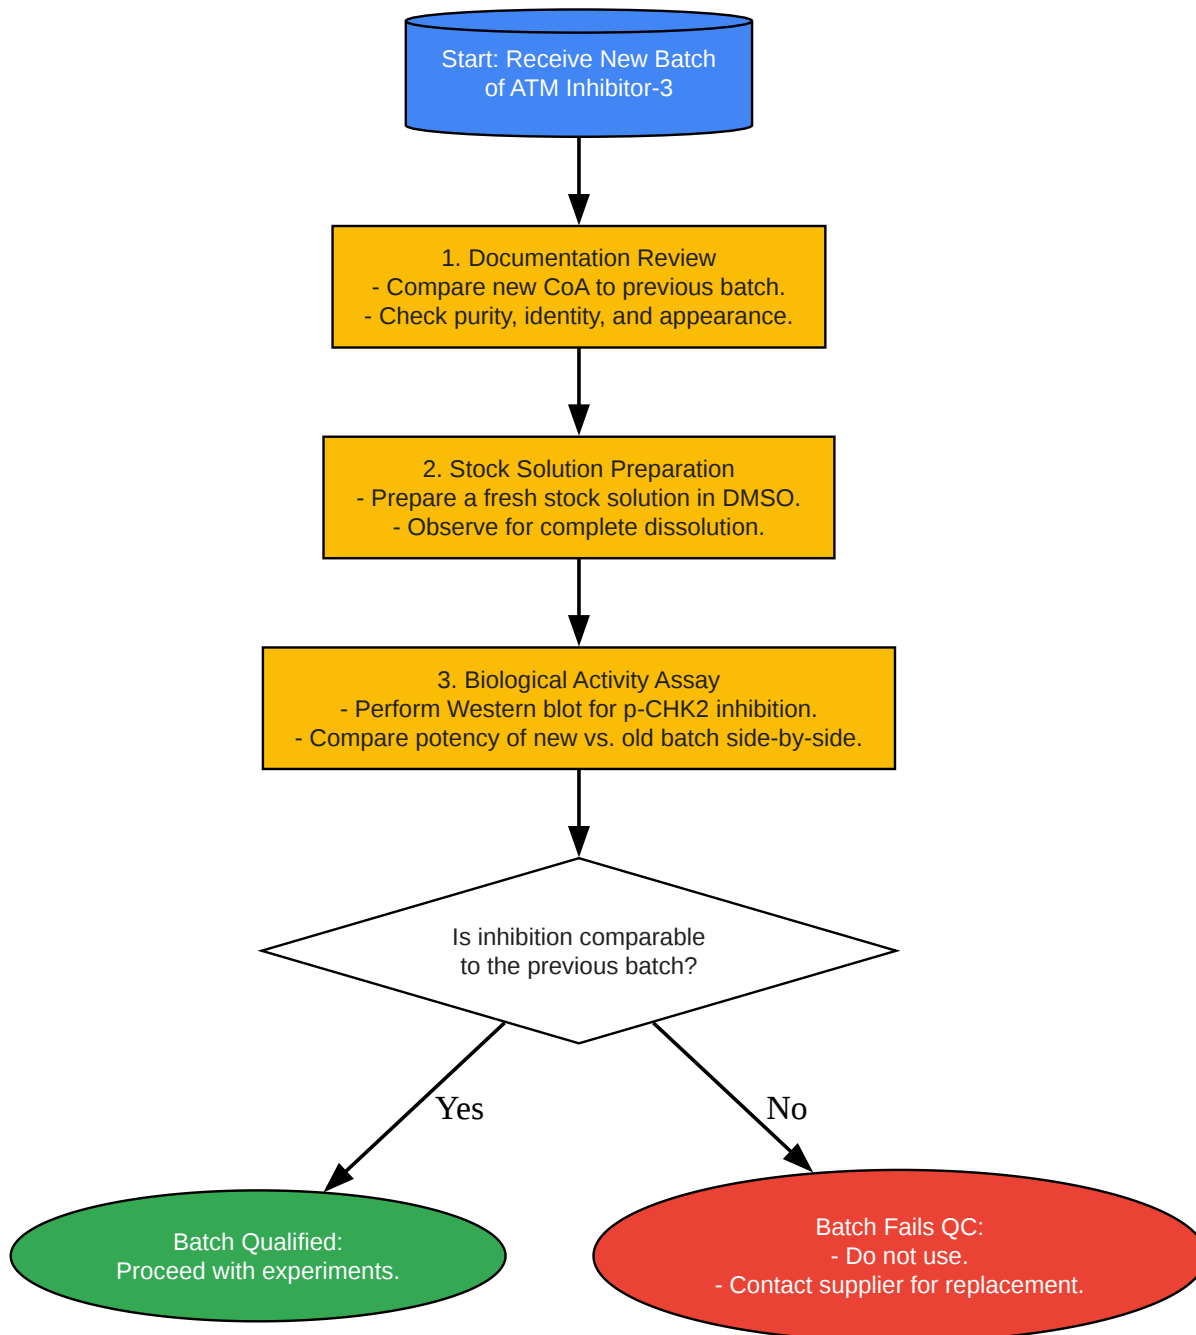 Start: Receive New Batch
of ATM Inhibitor-3
1. Documentation Review
- Compare new CoA to previous batch.
- Check purity, identity, and appearance.
2. Stock Solution Preparation
- Prepare a fresh stock solution in DMSO.
- Observe for complete dissolution.
3. Biological Activity Assay
- Perform Western blot for p-CHK2 inhibition.
- Compare potency of new vs. old batch side-by-side.
Is inhibition comparable
to the previous batch?
Yes
No
Batch Qualified:
Proceed with experiments.
Batch Fails QC:
- Do not use.
- Contact supplier for replacement.